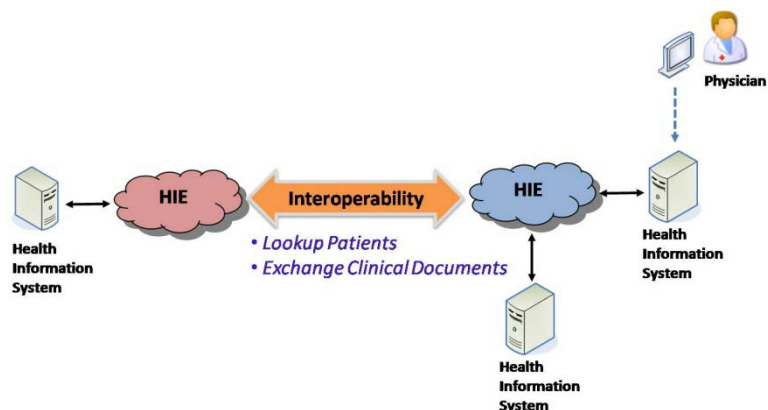 Physician
HIE
Interoperability
HIE
• Lookup Patients
• Exchange Clinical Documents
Health
Information
System
Health
Information
System
Health
Information
System